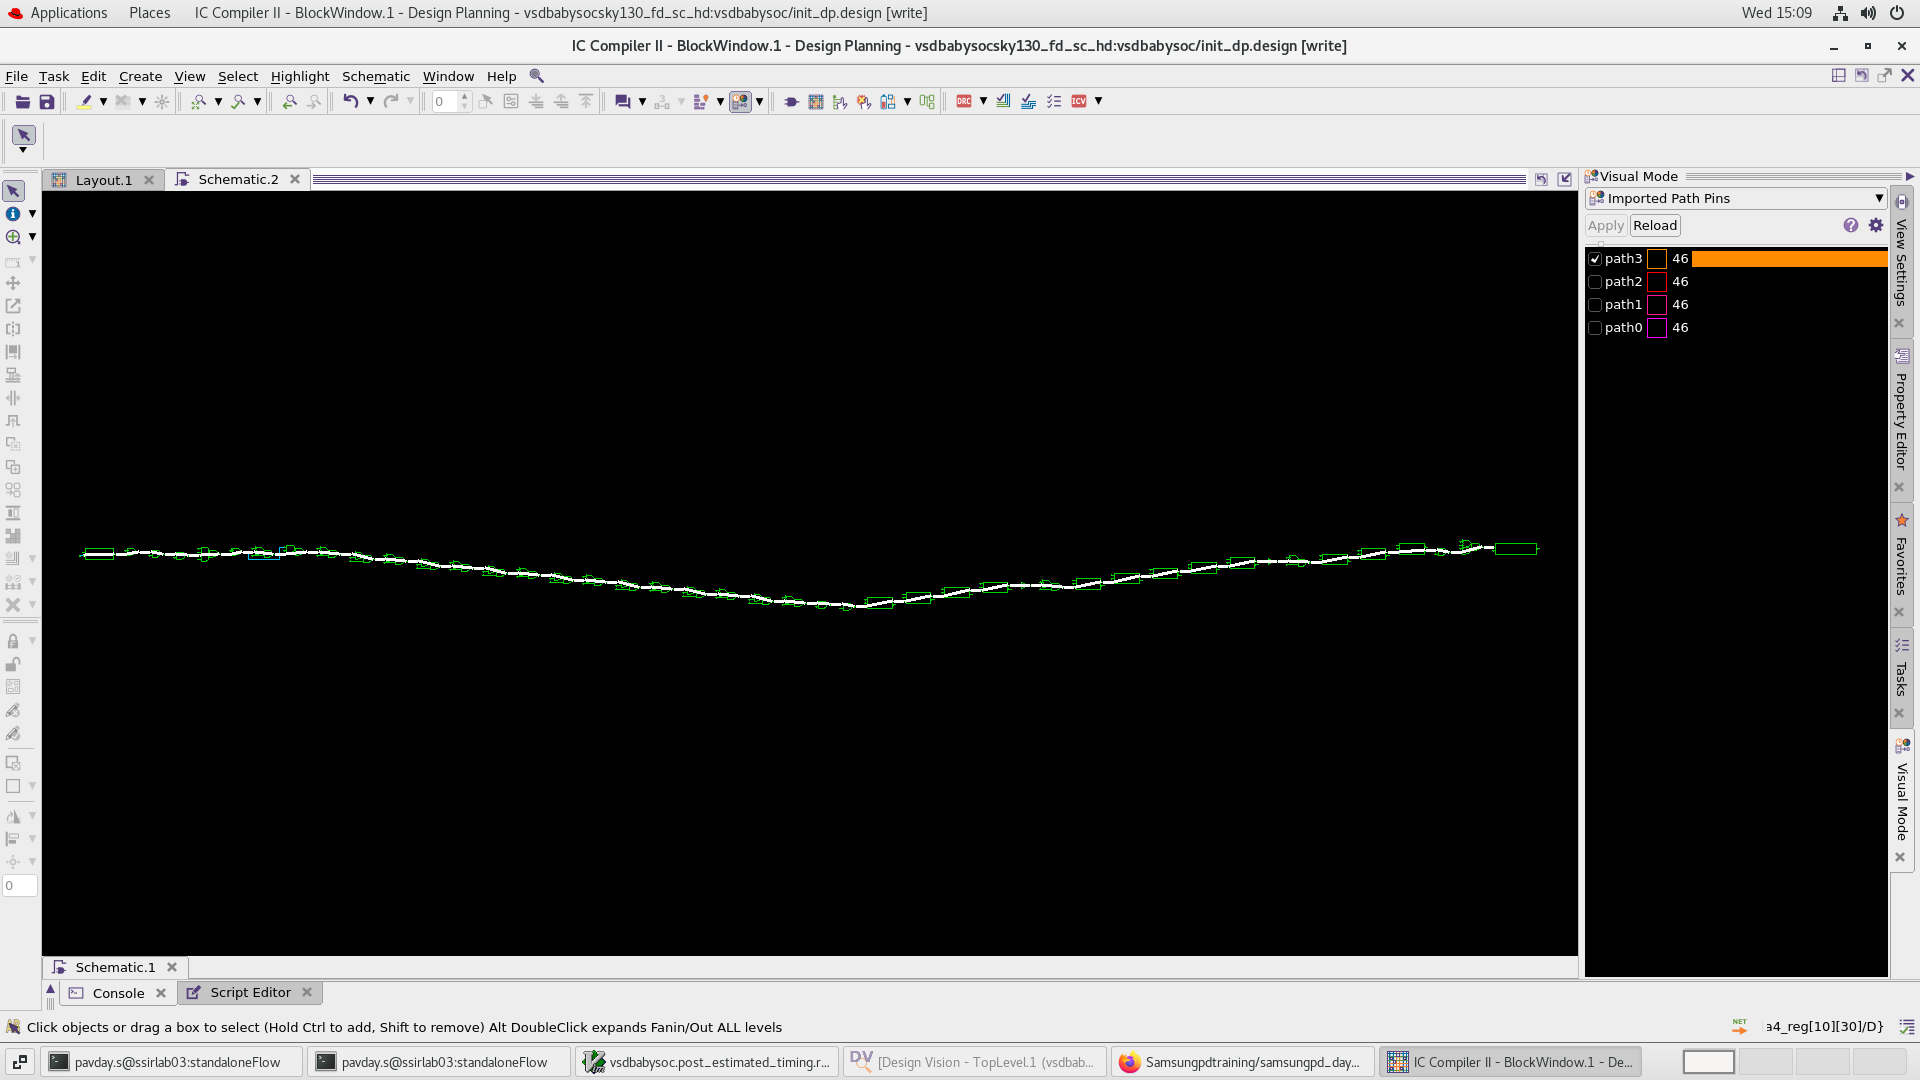 Applications Places IC Compiler II - BlockWindow.1 - Design Planning - vsdbabysocsky130_fd_sc_hd:vsdbabysoc/init_dp.design [write] Wed 15:09
IC Compiler II - BlockWindow.1 - Design Planning - vsdbabysocsky130_fd_sc_hd:vsdbabysoc/init_dp.design [write]
File Task Edit Create View Select Highlight Schematic Window Help
0 DRC ICV
Layout.1 Schematic.2
Visual Mode
Imported Path Pins
Apply Reload
path3 46
path2 46
path1 46
path0 46
View Settings
Property Editor
Favorites
Tasks
Visual Mode
0
Schematic.1
Console Script Editor
Click objects or drag a box to select (Hold Ctrl to add, Shift to remove) Alt DoubleClick expands Fanin/Out ALL levels NET a4_reg[10][30]/D}
pavday.s@ssirlab03:standaloneFlow pavday.s@ssirlab03:standaloneFlow vsdbabysoc.post_estimated_timing.r... DV [Design Vision - TopLevel.1 (vsdbab... Samsungpdtraining/samsungpd_day... IC Compiler II - BlockWindow.1 - De...